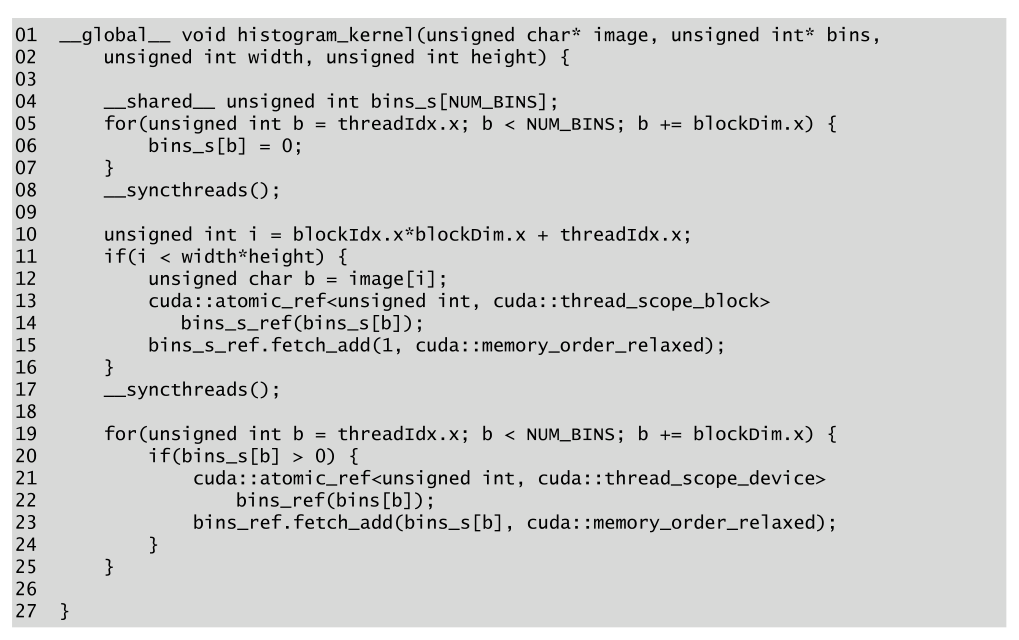 01 __global__ void histogram_kernel(unsigned char* image, unsigned int* bins,
02     unsigned int width, unsigned int height) {
03
04     __shared__ unsigned int bins_s[NUM_BINS];
05     for(unsigned int b = threadIdx.x; b < NUM_BINS; b += blockDim.x) {
06         bins_s[b] = 0;
07     }
08     __syncthreads();
09
10     unsigned int i = blockIdx.x*blockDim.x + threadIdx.x;
11     if(i < width*height) {
12         unsigned char b = image[i];
13         cuda::atomic_ref<unsigned int, cuda::thread_scope_block>
14            bins_s_ref(bins_s[b]);
15         bins_s_ref.fetch_add(1, cuda::memory_order_relaxed);
16     }
17     __syncthreads();
18
19     for(unsigned int b = threadIdx.x; b < NUM_BINS; b += blockDim.x) {
20         if(bins_s[b] > 0) {
21             cuda::atomic_ref<unsigned int, cuda::thread_scope_device>
22                 bins_ref(bins[b]);
23             bins_ref.fetch_add(bins_s[b], cuda::memory_order_relaxed);
24         }
25     }
26
27 }